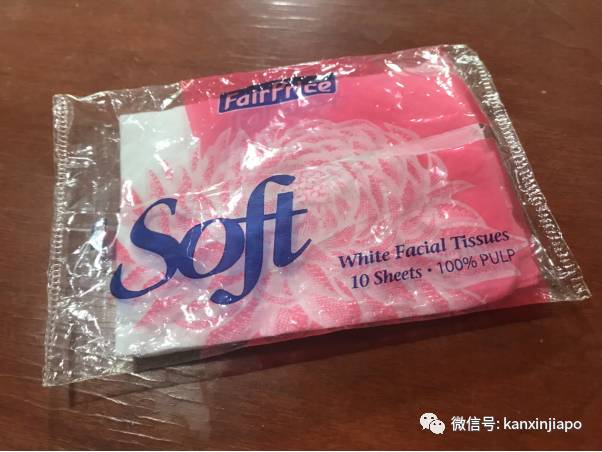 FairPrice
Soft
White Facial Tissues
10 Sheets • 100% PULP
微信号: kanxinjiapo